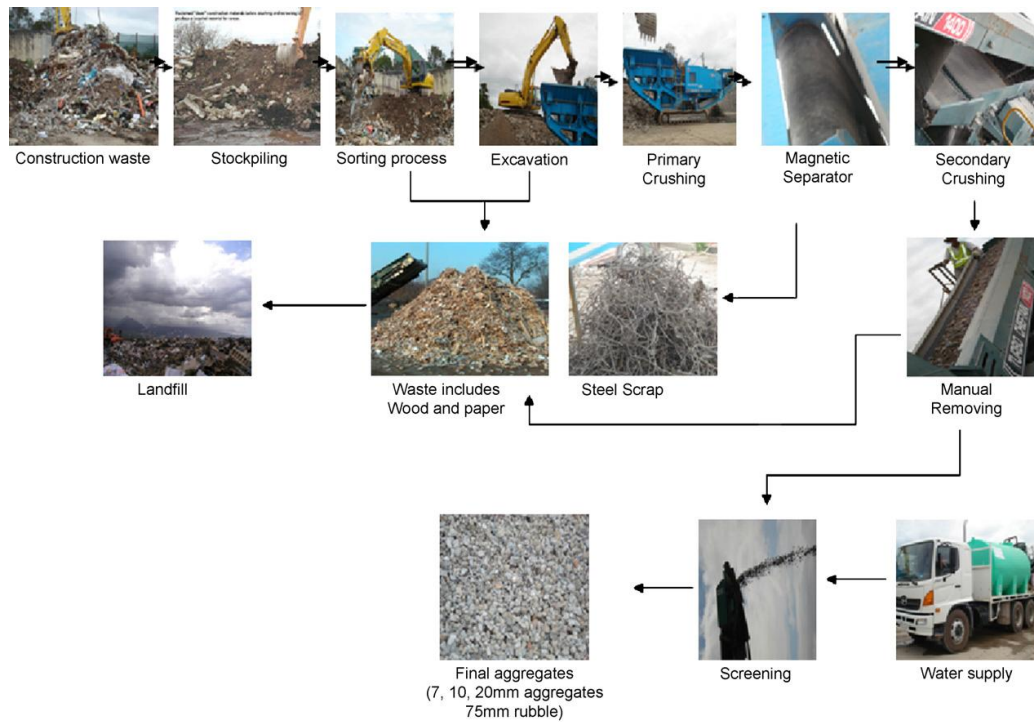 Construction waste
Stockpiling
Sorting process
Excavation
Primary
Crushing
Magnetic
Separator
Secondary
Crushing
1400
Landfill
Waste includes
Wood and paper
Steel Scrap
Manual
Removing
Final aggregates
(7, 10, 20mm aggregates
75mm rubble)
Screening
Water supply